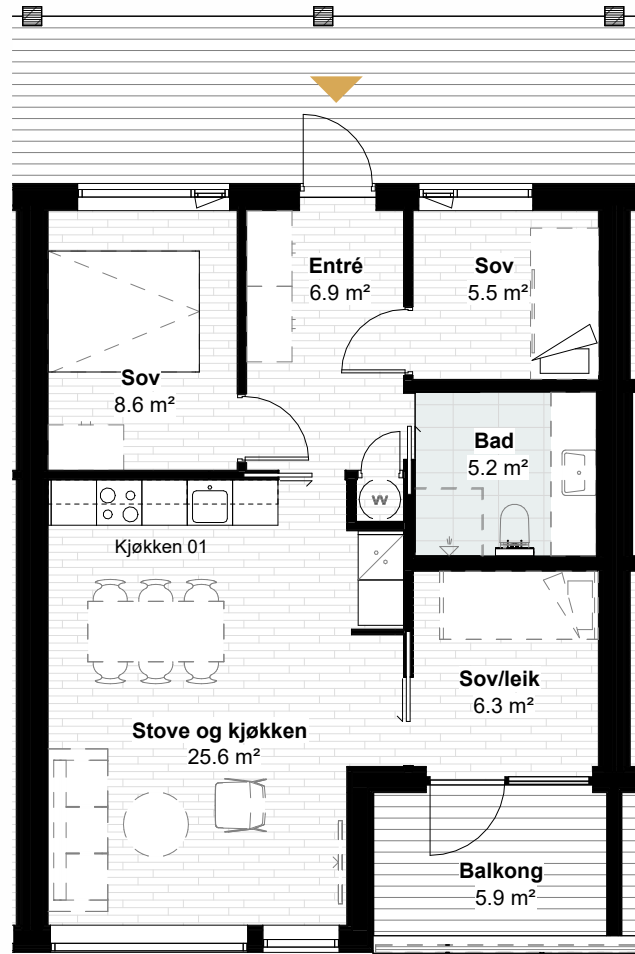 Entré
6.9 m²
Sov
5.5 m²
Sov
8.6 m²
Bad
5.2 m²
W
Kjøkken 01
Sov/leik
6.3 m²
Stove og kjøkken
25.6 m²
Balkong
5.9 m²